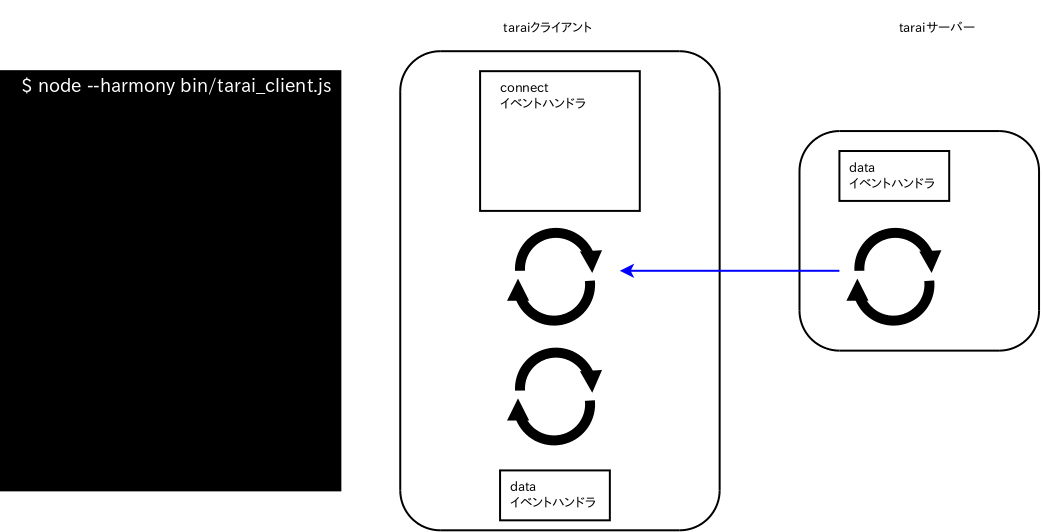 taraiクライアント
taraiサーバー
$ node --harmony bin/tarai_client.js
connect
イベントハンドラ
data
イベントハンドラ
data
イベントハンドラ